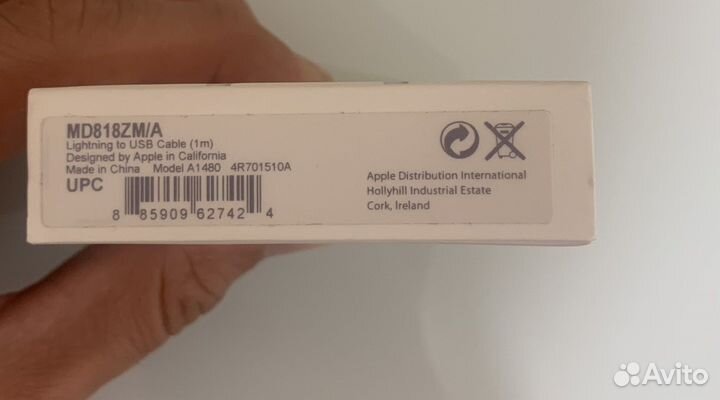 MD818ZM/A
Lightning to USB Cable (1m)
Designed by Apple in California
Made in China Model A1480 4R701510A
UPC
8 85909 62742 4
Apple Distribution International
Hollyhill Industrial Estate
Cork, Ireland
Avito